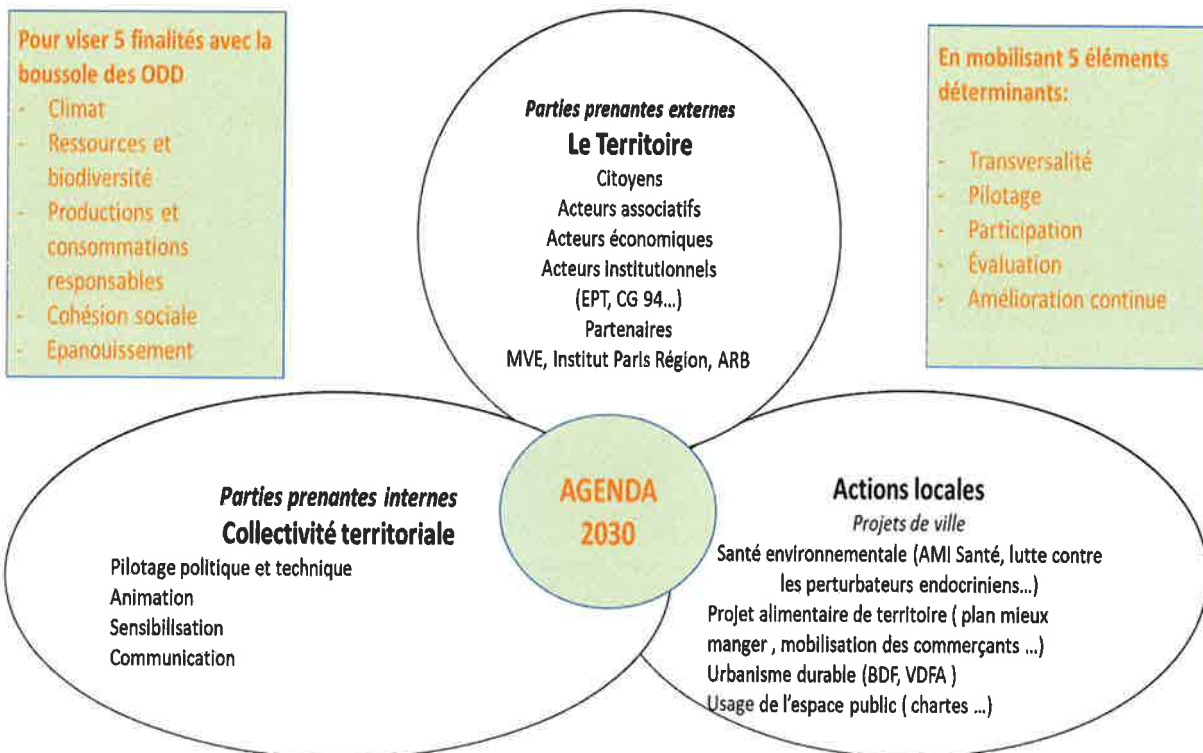 Pour viser 5 finalités avec la
boussole des ODD
- Climat
- Ressources et
biodiversité
- Productions et
consommations
responsables
- Cohésion sociale
- Epanouissement
Parties prenantes externes
Le Territoire
Citoyens
Acteurs associatifs
Acteurs économiques
Acteurs institutionnels
(EPT, CG 94...)
Partenaires
MVE, Institut Paris Région, ARB
En mobilisant 5 éléments
déterminants:
- Transversalité
- Pilotage
- Participation
- Évaluation
- Amélioration continue
Parties prenantes internes
Collectivité territoriale
Pilotage politique et technique
Animation
Sensibilisation
Communication
AGENDA
2030
Actions locales
Projets de ville
Santé environnementale (AMI Santé, lutte contre
les perturbateurs endocriniens...)
Projet alimentaire de territoire ( plan mieux
manger , mobilisation des commerçants ...)
Urbanisme durable (BDF, VDFA )
Usage de l'espace public ( chartes ...)